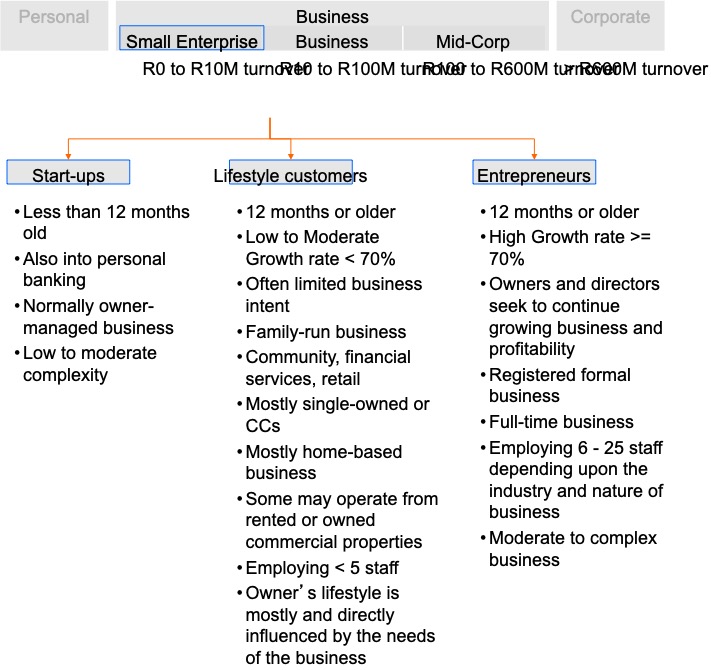 Personal
Business
Corporate
Small Enterprise
Business
Mid-Corp
R0 to R10M turnover
R10 to R100M turnover
R100 to R600M turnover
> R600M turnover
Start-ups
• Less than 12 months
old
• Also into personal
banking
• Normally owner-
managed business
• Low to moderate
complexity
Lifestyle customers
• 12 months or older
• Low to Moderate
Growth rate < 70%
• Often limited business
intent
• Family-run business
• Community, financial
services, retail
• Mostly single-owned or
CCs
• Mostly home-based
business
• Some may operate from
rented or owned
commercial properties
• Employing < 5 staff
• Owner’s lifestyle is
mostly and directly
influenced by the needs
of the business
Entrepreneurs
• 12 months or older
• High Growth rate >=
70%
• Owners and directors
seek to continue
growing business and
profitability
• Registered formal
business
• Full-time business
• Employing 6 - 25 staff
depending upon the
industry and nature of
business
• Moderate to complex
business